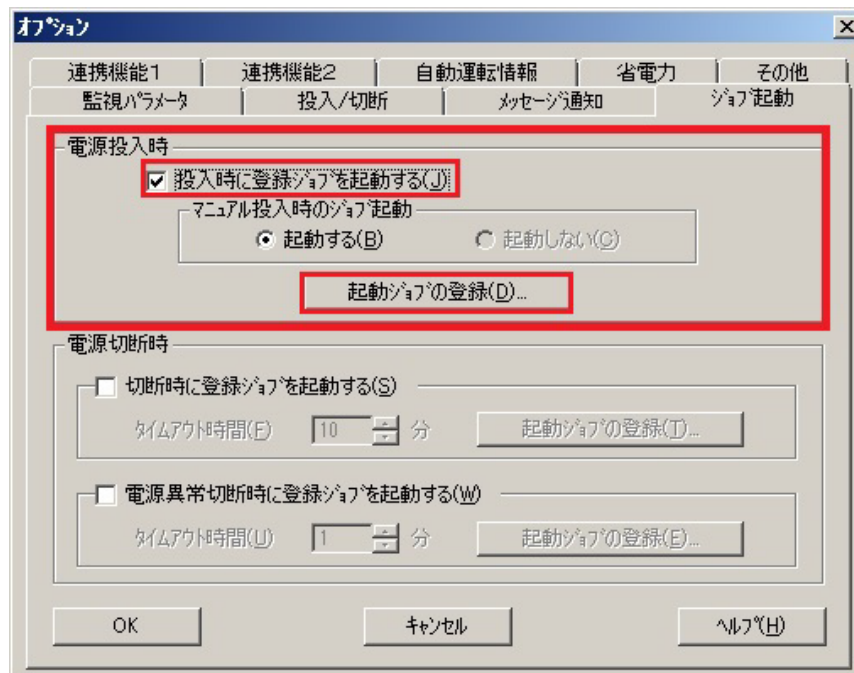 オプション
連携機能1 連携機能2 自動運転情報 省電力 その他
監視パラメータ 投入/切断 メッセージ通知 ジョブ起動
電源投入時
投入時に登録ジョブを起動する(J)
マニュアル投入時のジョブ起動
起動する(B) 起動しない(C)
起動ジョブの登録(D)...
電源切断時
切断時に登録ジョブを起動する(S)
タイムアウト時間(F) 10 分 起動ジョブの登録(T)...
電源異常切断時に登録ジョブを起動する(W)
タイムアウト時間(U) 1 分 起動ジョブの登録(E)...
OK キャンセル ヘルプ(H)